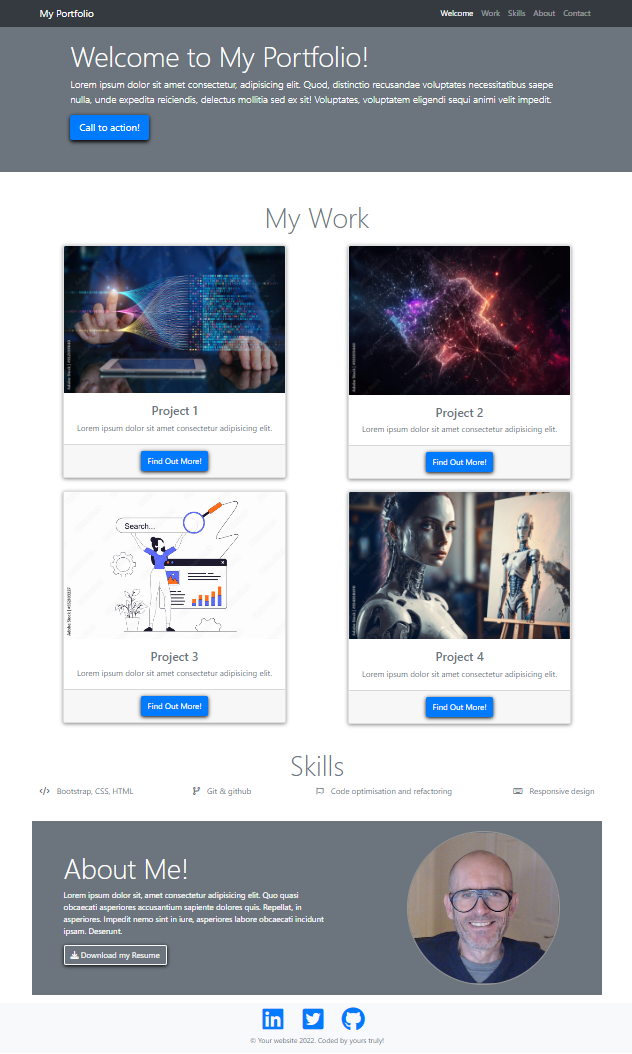 My Portfolio
Welcome Work Skills About Contact
Welcome to My Portfolio!
Lorem ipsum dolor sit amet consectetur, adipisicing elit. Quod, distinctio recusandae voluptates necessitatibus saepe
nulla, unde expedita reiciendis, delectus mollitia sed ex sit! Voluptates, voluptatem eligendi sequi animi velit impedit.
Call to action!
My Work
Project 1
Lorem ipsum dolor sit amet consectetur adipisicing elit.
Find Out More!
Project 2
Lorem ipsum dolor sit amet consectetur adipisicing elit.
Find Out More!
Search...
Project 3
Lorem ipsum dolor sit amet consectetur adipisicing elit.
Find Out More!
Project 4
Lorem ipsum dolor sit amet consectetur adipisicing elit.
Find Out More!
Skills
Bootstrap, CSS, HTML
Git & github
Code optimisation and refactoring
Responsive design
About Me!
Lorem ipsum dolor sit, amet consectetur adipisicing elit. Quo quasi
obcaecati asperiores accusantium sapiente dolores quis. Repellat, in
asperiores. Impedit nemo sint in iure, asperiores labore obcaecati incidunt
ipsam. Deserunt.
Download my Resume
in
© Your website 2022. Coded by yours truly!